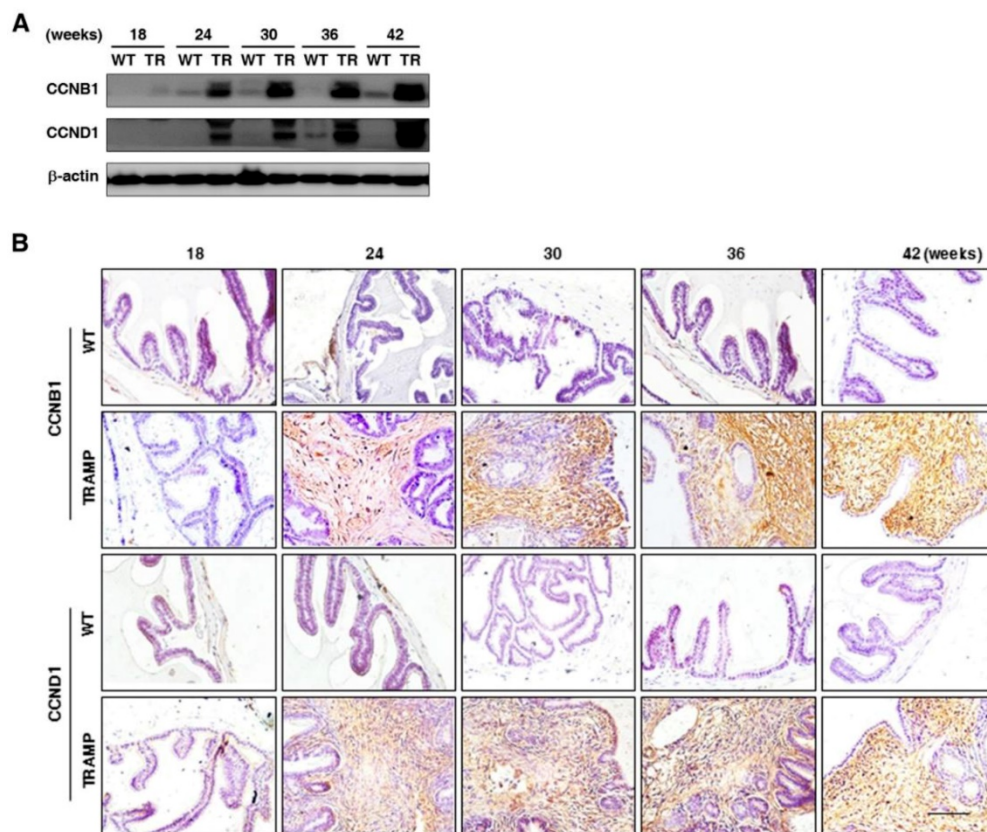 A
(weeks) 18 24 30 36 42
WT TR WT TR WT TR WT TR WT TR
CCNB1
CCND1
β-actin
B
18 24 30 36 42 (weeks)
CCNB1
WT
TRAMP
CCND1
WT
TRAMP